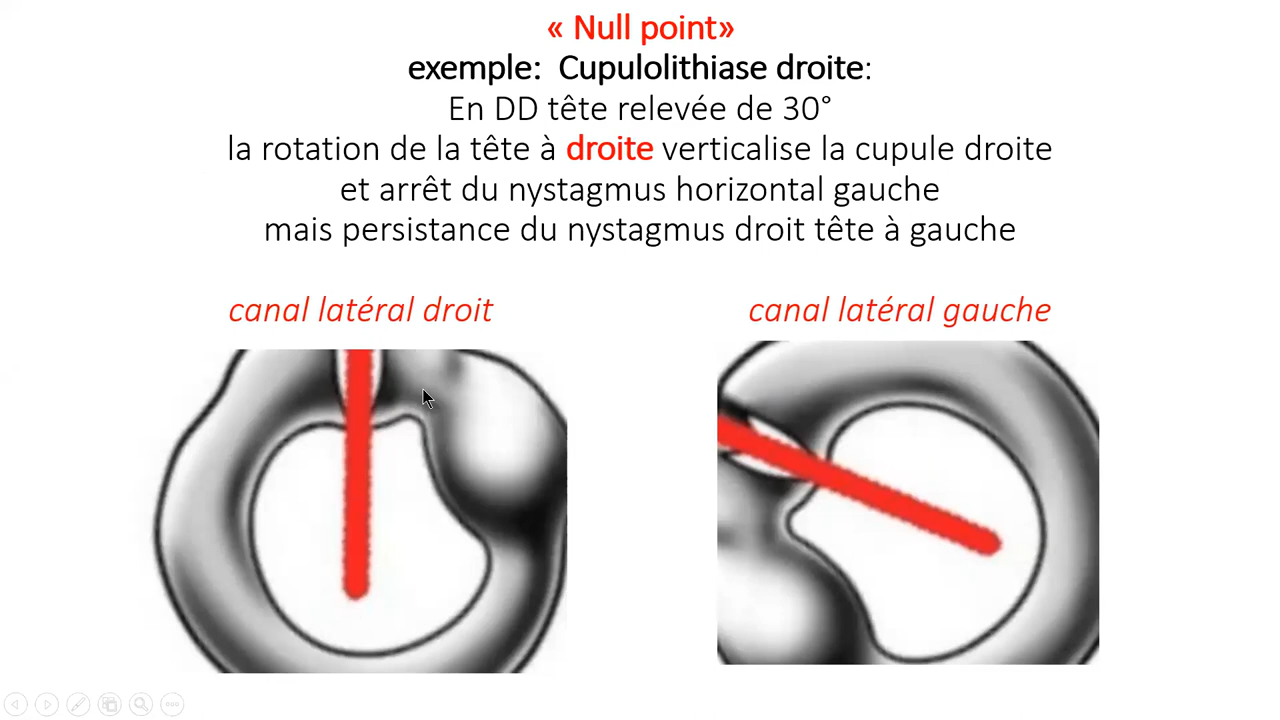 « Null point»
exemple: Cupulolithiase droite:
En DD tête relevée de 30°
la rotation de la tête à droite verticalise la cupule droite
et arrêt du nystagmus horizontal gauche
mais persistance du nystagmus droit tête à gauche
canal latéral droit
canal latéral gauche